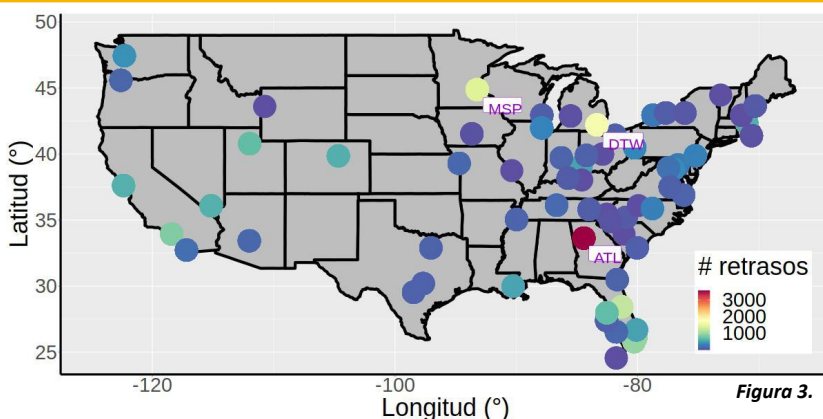 50
45
40
35
30
25
Latitud (°)
MSP
DTW
ATL
# retrasos
3000
2000
1000
-120
-100
-80
Longitud (°)
Figura 3.